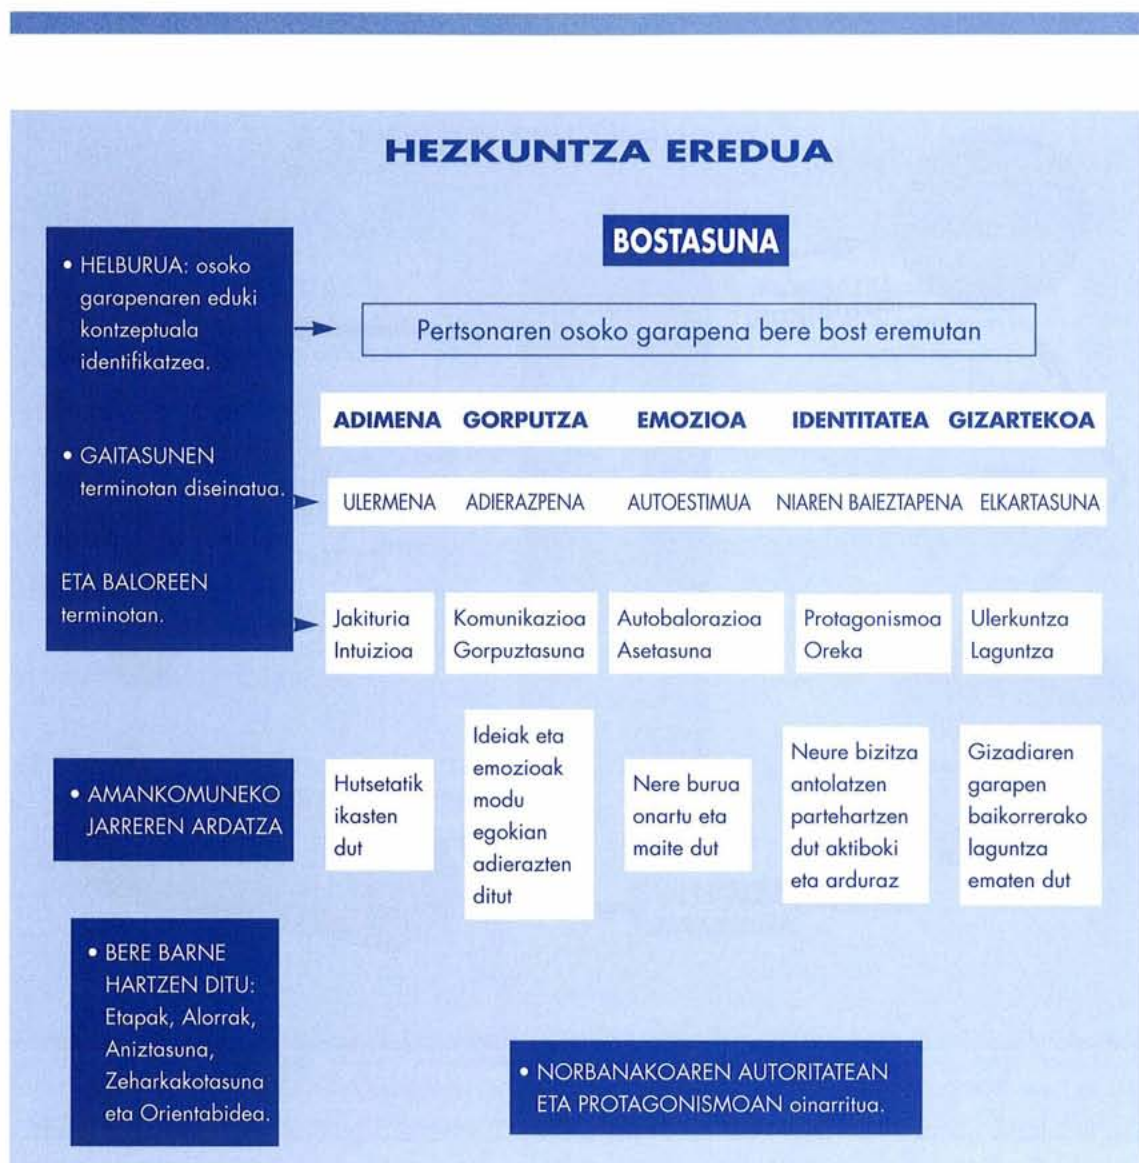 HEZKUNTZA EREDUA
BOSTASUNA
• HELBURUA: osoko
garapenaren eduki
kontzeptuala
identifikatzea.
Pertsonaren osoko garapena bere bost eremutan
ADIMENA GORPUTZA EMOZIOA IDENTITATEA GIZARTEKOA
• GAITASUNEN
terminotan diseinatua.
ULERMENA ADIERAZPENA AUTOESTIMUA NIAREN BAIEZTAPENA ELKARTASUNA
ETA BALOREEN
terminotan.
Jakituria
Intuizioa
Komunikazioa
Gorpuztasuna
Autobalorazioa
Asetasuna
Protagonismoa
Oreka
Ulerkuntza
Laguntza
• AMANKOMUNEKO
JARREREN ARDATZA
Hutsetatik
ikasten
dut
Ideiak eta
emozioak
modu
egokian
adierazten
ditut
Nere burua
onartu eta
maite dut
Neure bizitza
antolatzen
partehartzen
dut aktiboki
eta arduraz
Gizadiaren
garapen
baikorrerako
laguntza
ematen dut
• BERE BARNE
HARTZEN DITU:
Etapak, Alorrak,
Aniztasuna,
Zeharkakotasuna
eta Orientabidea.
• NORBANAKOAREN AUTORITATEAN
ETA PROTAGONISMOAN oinarritua.